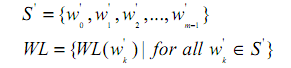 S' = {w'₀, w'₁, w'₂, ..., w'ₘ₋₁}
WL = {WL(w'ₖ) | for all w'ₖ ∈ S'}